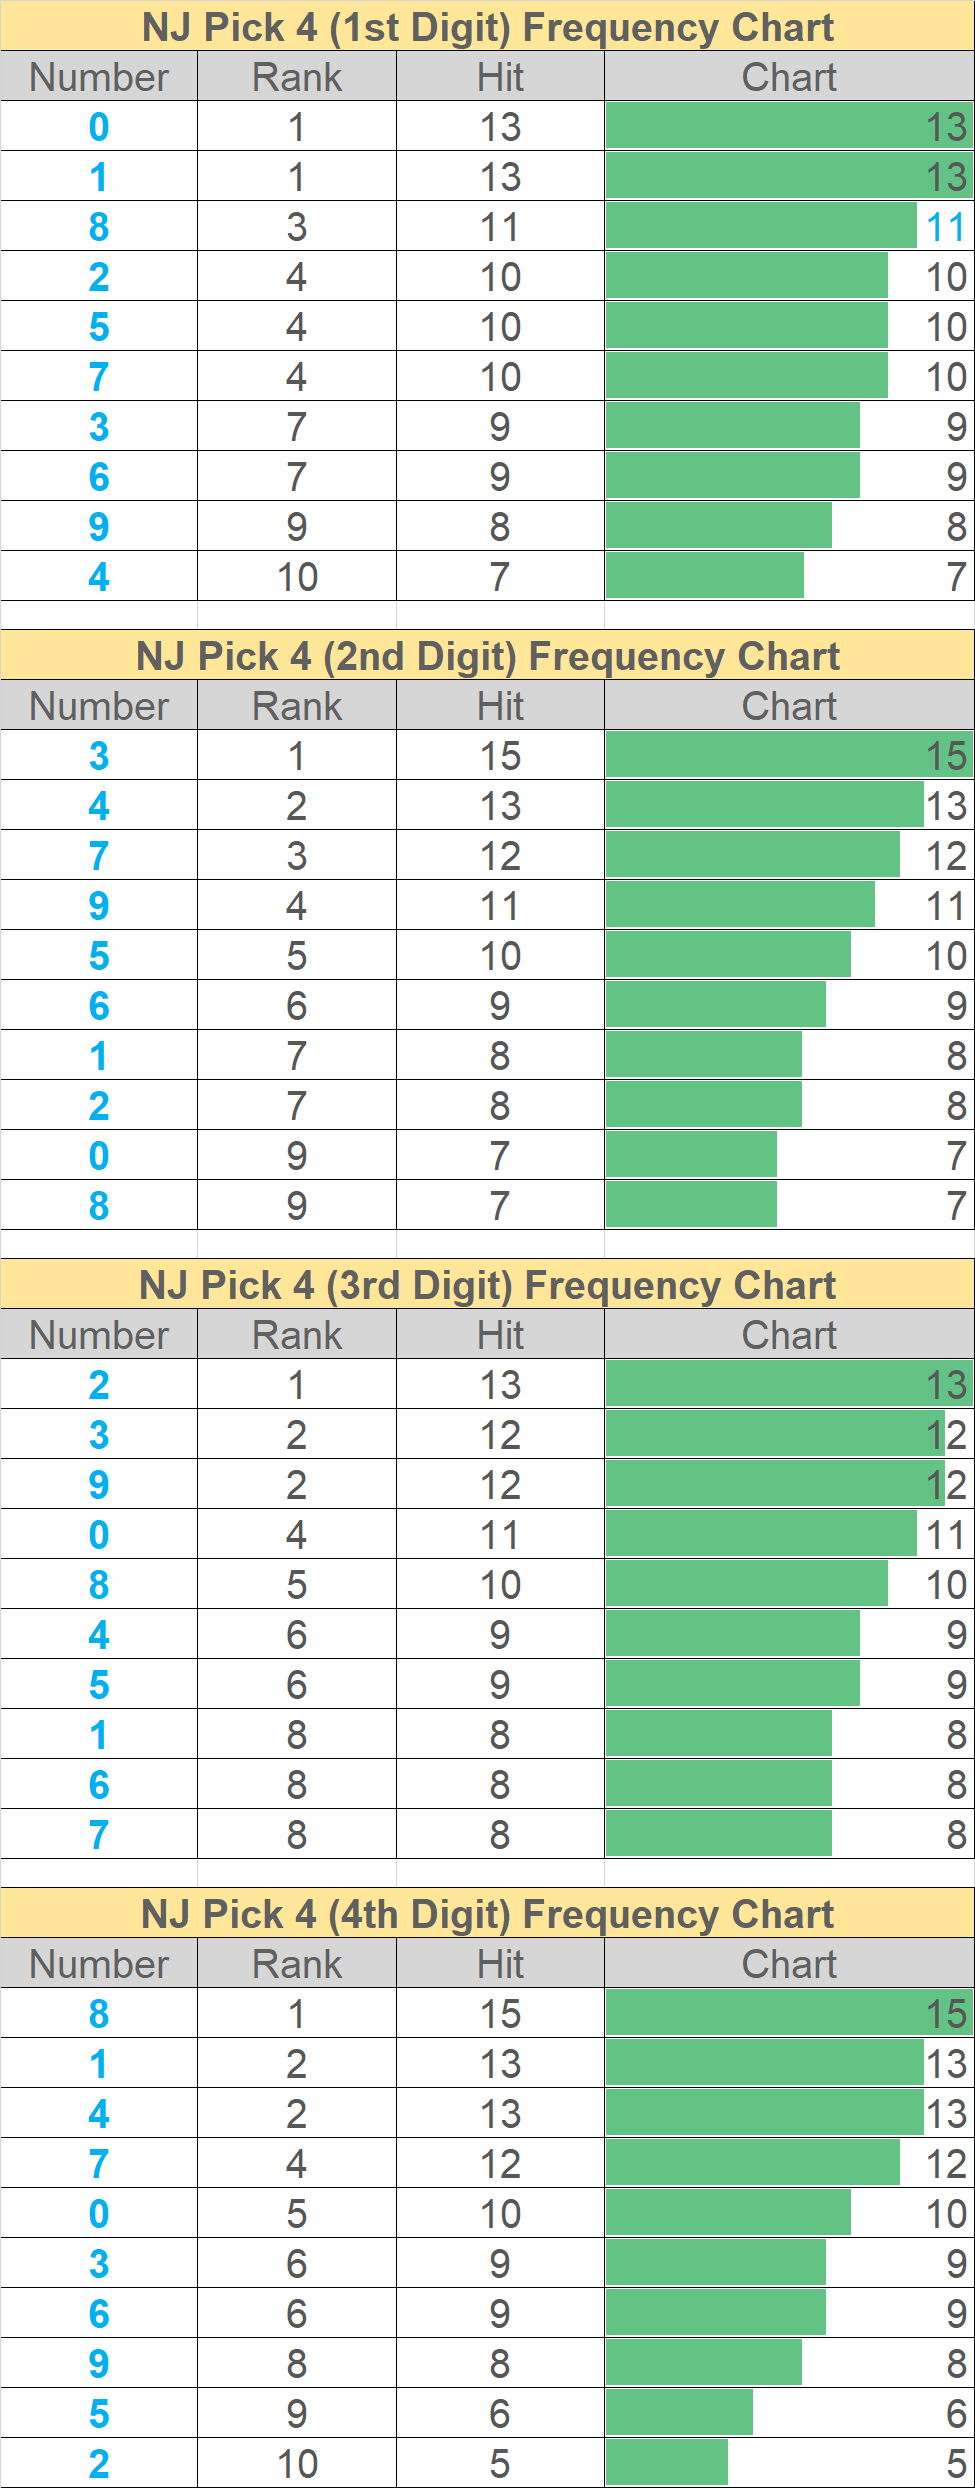 NJ Pick 4 (1st Digit) Frequency Chart
Number Rank Hit Chart
0 1 13 13
1 1 13 13
8 3 11 11
2 4 10 10
5 4 10 10
7 4 10 10
3 7 9 9
6 7 9 9
9 9 8 8
4 10 7 7
NJ Pick 4 (2nd Digit) Frequency Chart
Number Rank Hit Chart
3 1 15 15
4 2 13 13
7 3 12 12
9 4 11 11
5 5 10 10
6 6 9 9
1 7 8 8
2 7 8 8
0 9 7 7
8 9 7 7
NJ Pick 4 (3rd Digit) Frequency Chart
Number Rank Hit Chart
2 1 13 13
3 2 12 12
9 2 12 12
0 4 11 11
8 5 10 10
4 6 9 9
5 6 9 9
1 8 8 8
6 8 8 8
7 8 8 8
NJ Pick 4 (4th Digit) Frequency Chart
Number Rank Hit Chart
8 1 15 15
1 2 13 13
4 2 13 13
7 4 12 12
0 5 10 10
3 6 9 9
6 6 9 9
9 8 8 8
5 9 6 6
2 10 5 5